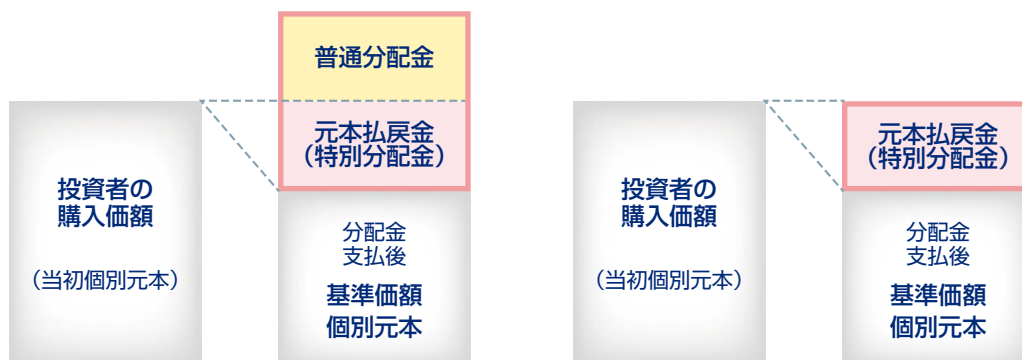 普通分配金
元本払戻金
（特別分配金）
投資者の
購入価額
（当初個別元本）
分配金
支払後
基準価額
個別元本
元本払戻金
（特別分配金）
投資者の
購入価額
（当初個別元本）
分配金
支払後
基準価額
個別元本